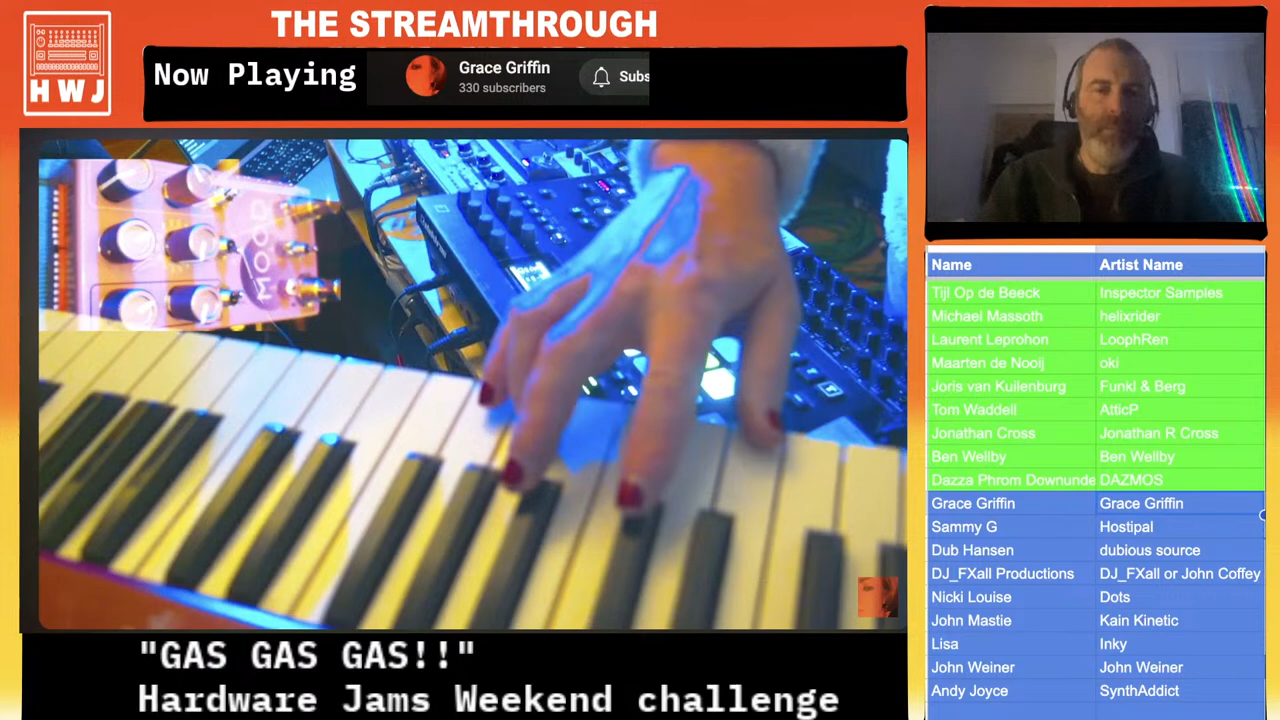 THE STREAMTHROUGH
HWJ
Now Playing
Grace Griffin
330 subscribers
Subs
MOOD
Name Artist Name
Tijl Op de Beeck Inspector Samples
Michael Massoth helixrider
Laurent Leprohon LoophRen
Maarten de Nooij oki
Joris van Kuilenburg Funkl & Berg
Tom Waddell AtticP
Jonathan Cross Jonathan R Cross
Ben Wellby Ben Wellby
Dazza Phrom Downunde DAZMOS
Grace Griffin Grace Griffin
Sammy G Hostipal
Dub Hansen dubious source
DJ_FXall Productions DJ_FXall or John Coffey
Nicki Louise Dots
John Mastie Kain Kinetic
Lisa Inky
John Weiner John Weiner
Andy Joyce SynthAddict
"GAS GAS GAS!!"
Hardware Jams Weekend challenge